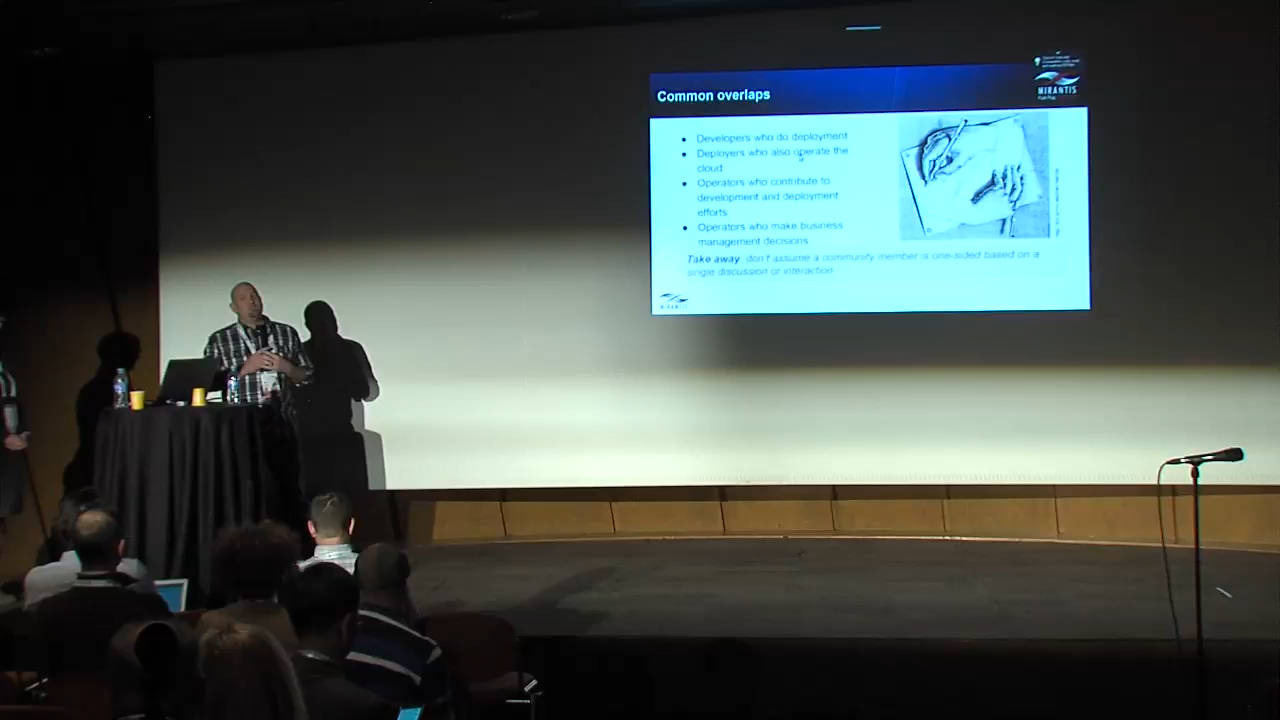 Common overlaps
MIRANTIS
Developers who do deployment
Deployers who also operate the
cloud
Operators who contribute to
development and deployment
efforts
Operators who make business
management decisions
Take away don't assume a community member is one-sided based on a
single discussion or interaction
MIRANTIS